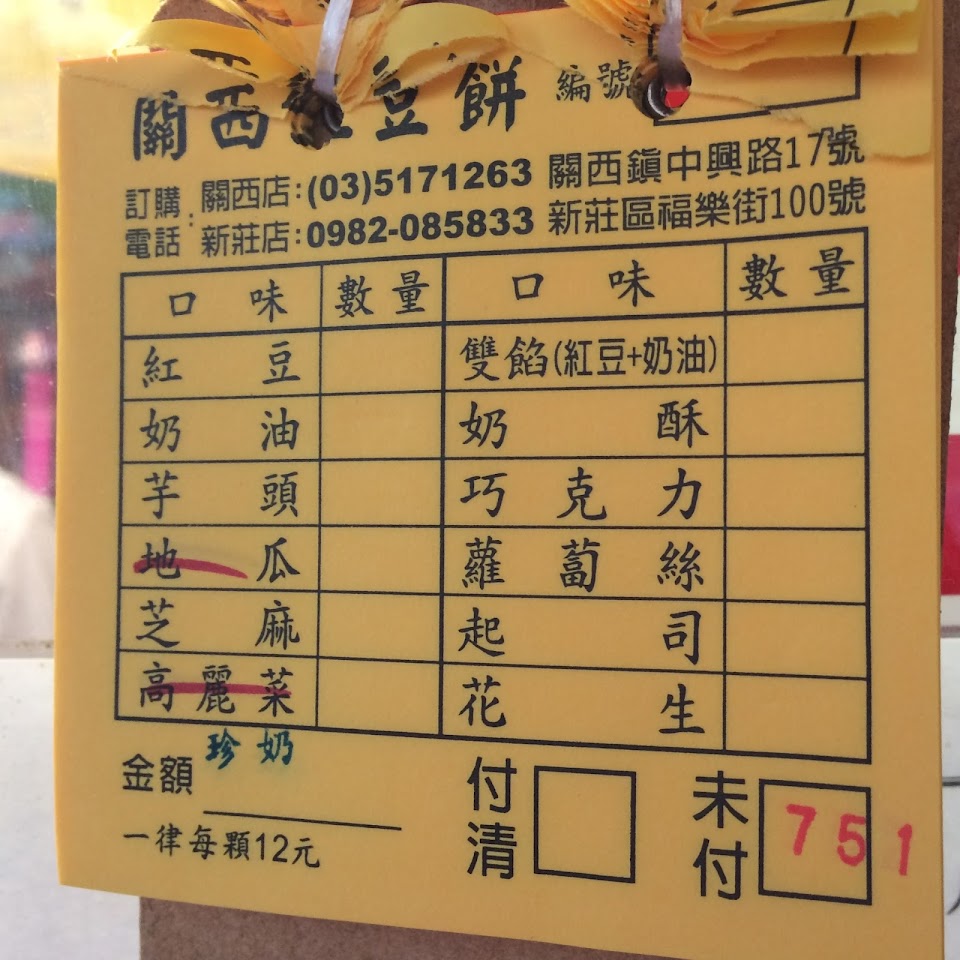 關西紅豆餅 編號
訂購電話:
關西店:(03)5171263 關西鎮中興路17號
新莊店:0982-085833 新莊區福樂街100號
口味 數量 口味 數量
紅豆 雙餡(紅豆+奶油)
奶油 奶酥
芋頭 巧克力
地瓜 蘿蔔絲
芝麻 起司
高麗菜 花生
珍奶
金額 付清 未付 751
一律每顆12元